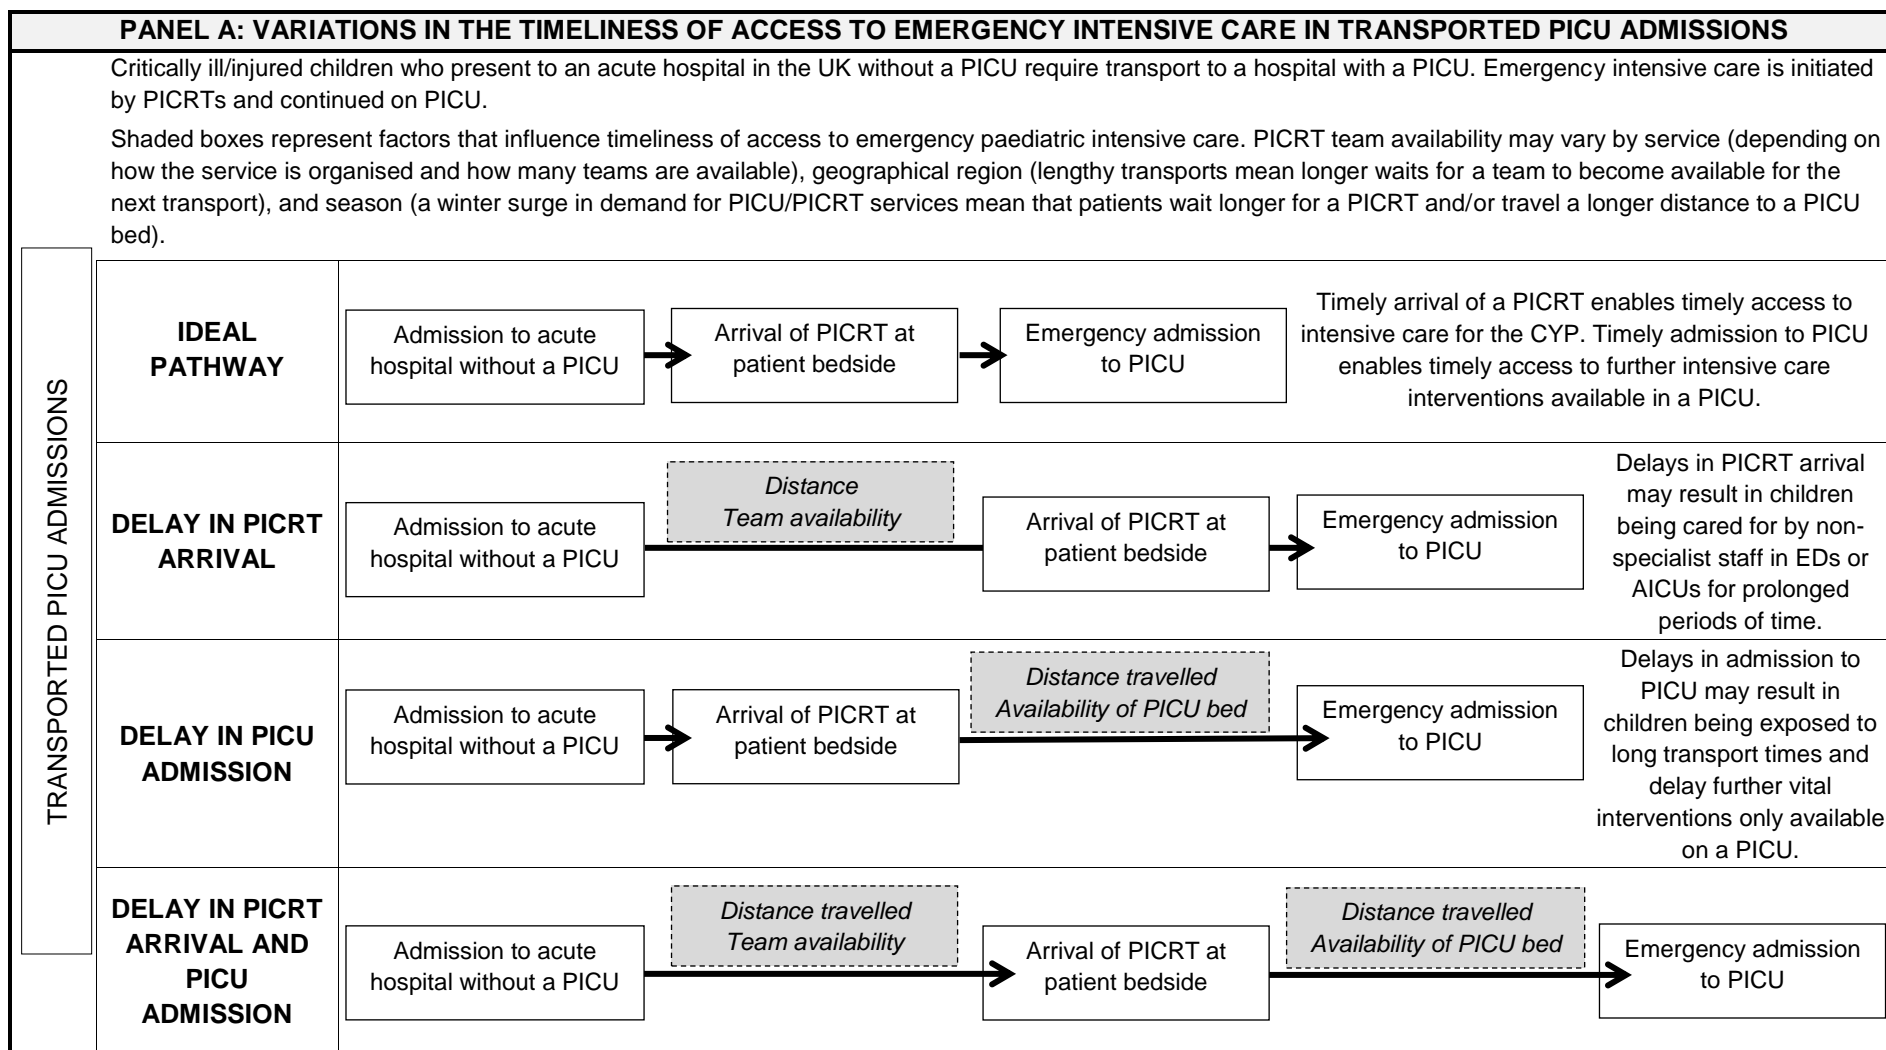 PANEL A: VARIATIONS IN THE TIMELINESS OF ACCESS TO EMERGENCY INTENSIVE CARE IN TRANSPORTED PICU ADMISSIONS
Critically ill/injured children who present to an acute hospital in the UK without a PICU require transport to a hospital with a PICU. Emergency intensive care is initiated
by PICRTs and continued on PICU.
Shaded boxes represent factors that influence timeliness of access to emergency paediatric intensive care. PICRT team availability may vary by service (depending on
how the service is organised and how many teams are available), geographical region (lengthy transports mean longer waits for a team to become available for the
next transport), and season (a winter surge in demand for PICU/PICRT services mean that patients wait longer for a PICRT and/or travel a longer distance to a PICU
bed).
TRANSPORTED PICU ADMISSIONS
IDEAL
PATHWAY
Admission to acute
hospital without a PICU
Arrival of PICRT at
patient bedside
Emergency admission
to PICU
Timely arrival of a PICRT enables timely access to
intensive care for the CYP. Timely admission to PICU
enables timely access to further intensive care
interventions available in a PICU.
DELAY IN PICRT
ARRIVAL
Admission to acute
hospital without a PICU
Distance
Team availability
Arrival of PICRT at
patient bedside
Emergency admission
to PICU
Delays in PICRT arrival
may result in children
being cared for by non-
specialist staff in EDs or
AICUs for prolonged
periods of time.
DELAY IN PICU
ADMISSION
Admission to acute
hospital without a PICU
Arrival of PICRT at
patient bedside
Distance travelled
Availability of PICU bed
Emergency admission
to PICU
Delays in admission to
PICU may result in
children being exposed to
long transport times and
delay further vital
interventions only available
on a PICU.
DELAY IN PICRT
ARRIVAL AND
PICU
ADMISSION
Admission to acute
hospital without a PICU
Distance travelled
Team availability
Arrival of PICRT at
patient bedside
Distance travelled
Availability of PICU bed
Emergency admission
to PICU